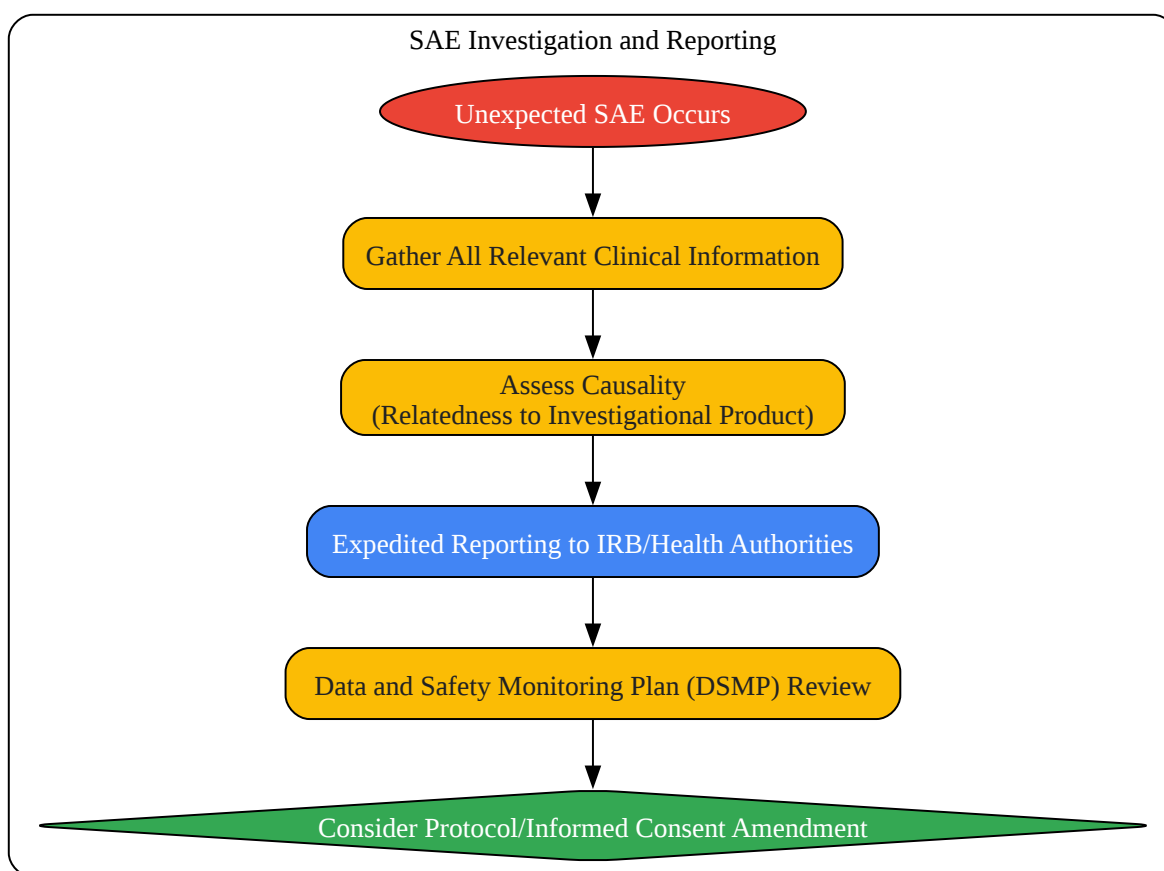 SAE Investigation and Reporting
Unexpected SAE Occurs
Gather All Relevant Clinical Information
Assess Causality
(Relatedness to Investigational Product)
Expedited Reporting to IRB/Health Authorities
Data and Safety Monitoring Plan (DSMP) Review
Consider Protocol/Informed Consent Amendment